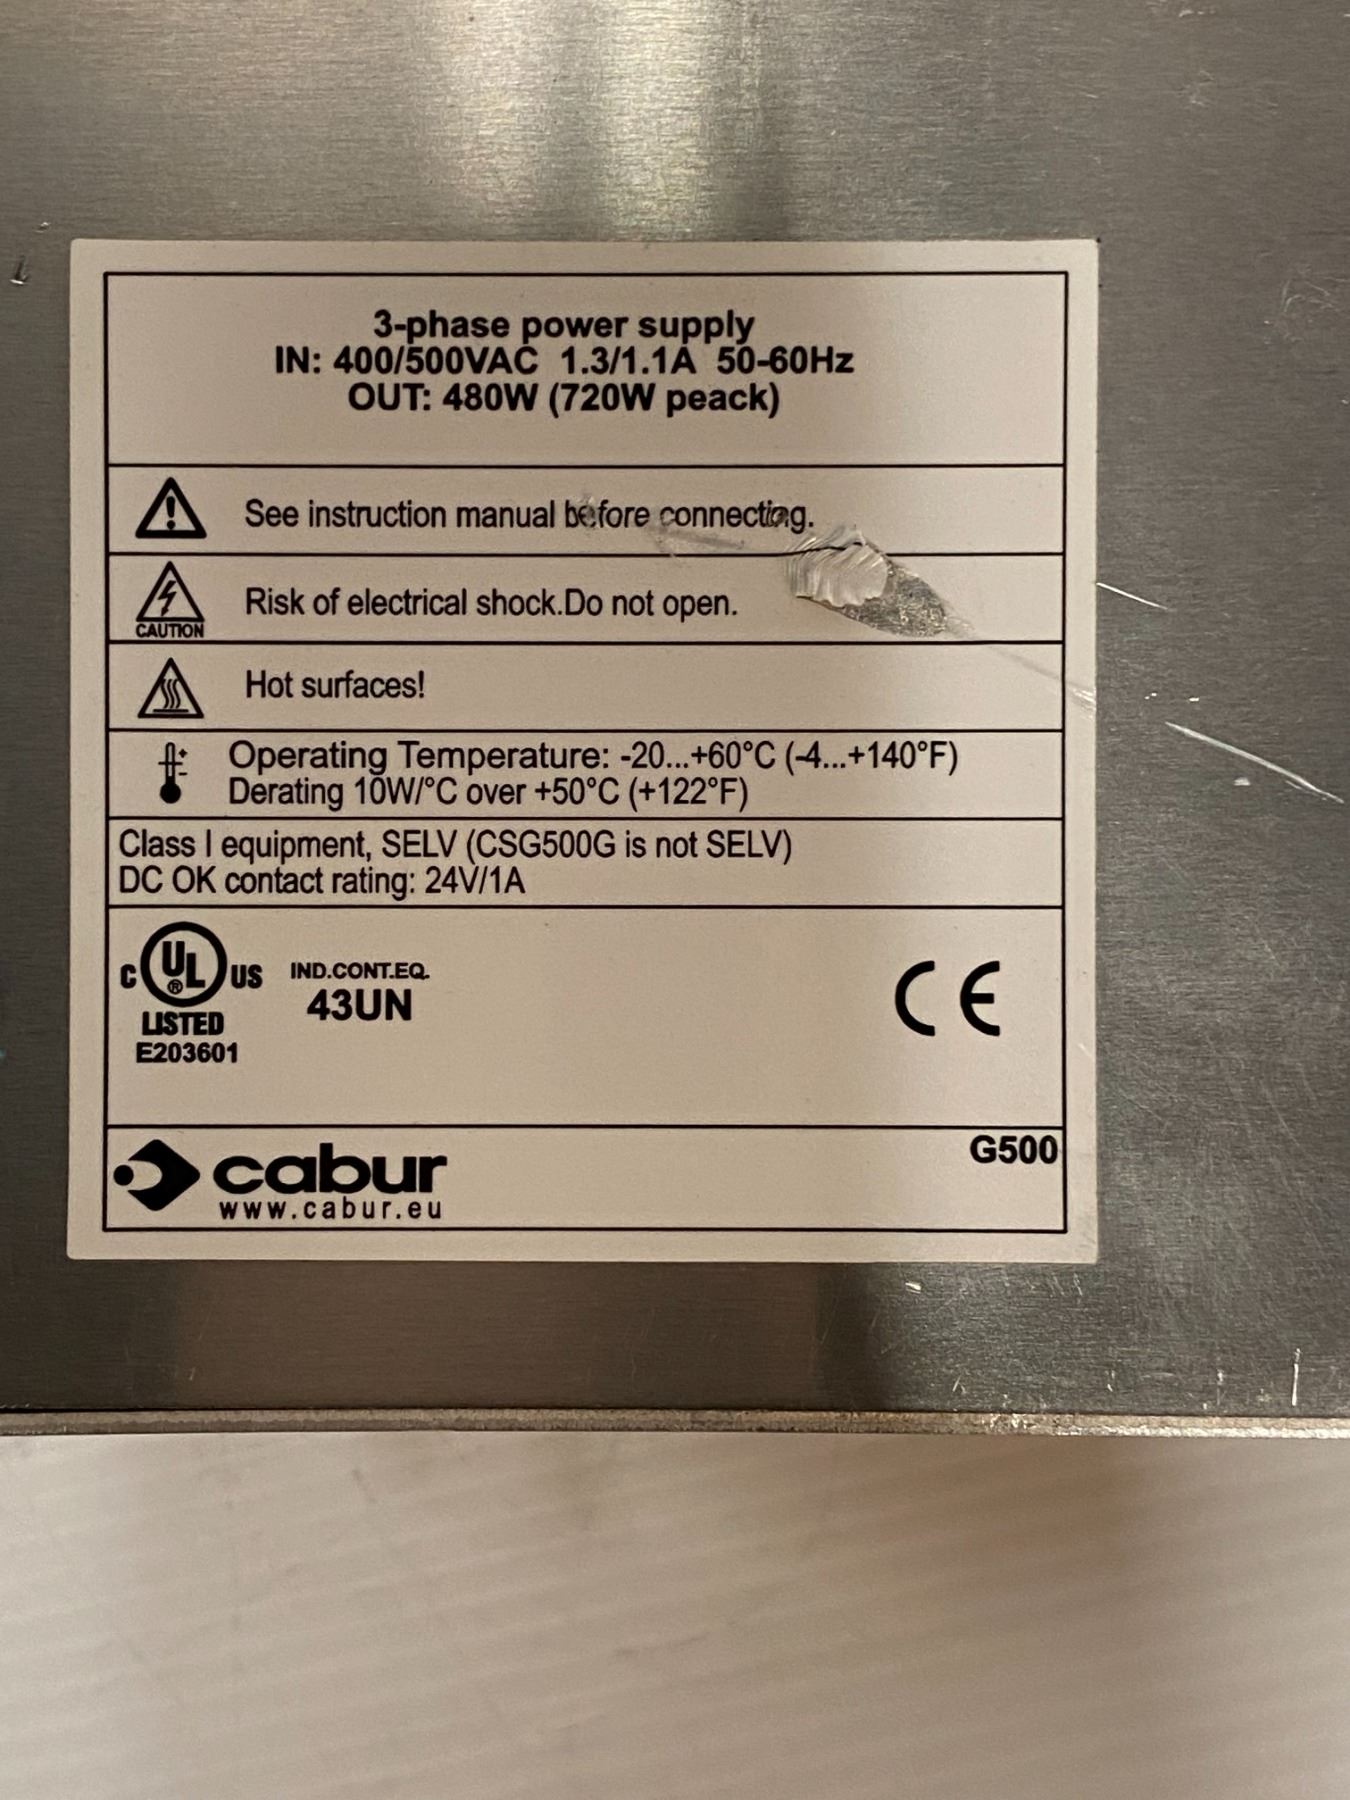 3-phase power supply
IN: 400/500VAC 1.3/1.1A 50-60Hz
OUT: 480W (720W peack)
See instruction manual before connecting.
CAUTION
Risk of electrical shock.Do not open.
Hot surfaces!
Operating Temperature: -20...+60°C (-4...+140°F)
Derating 10W/°C over +50°C (+122°F)
Class I equipment, SELV (CSG500G is not SELV)
DC OK contact rating: 24V/1A
C UL ® US
LISTED
E203601
IND.CONT.EQ.
43UN
CE
cabur
www.cabur.eu
G500